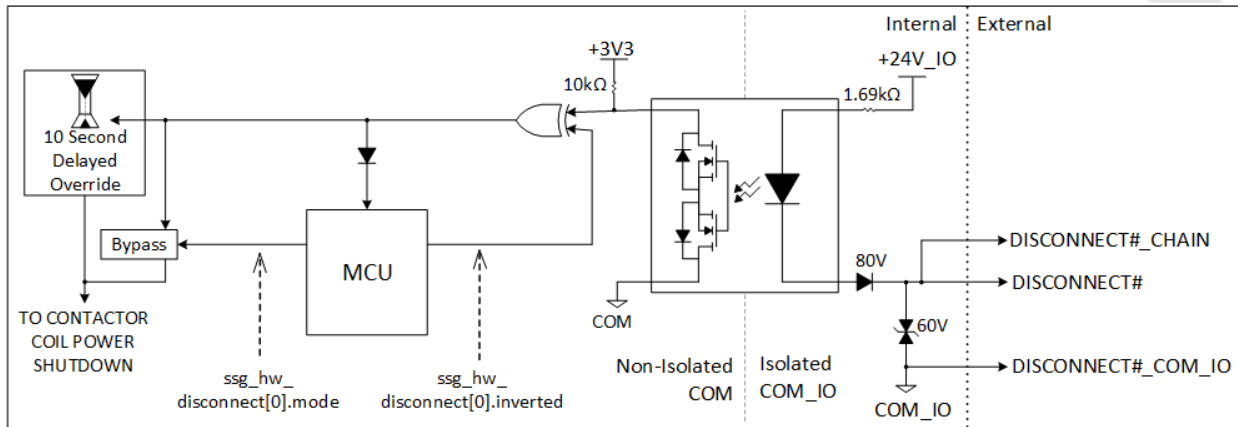 Internal
External
+3V3
+24V_IO
10kΩ
1.69kΩ
10 Second
Delayed
Override
Bypass
MCU
DISCONNECT#_CHAIN
80V
DISCONNECT#
TO CONTACTOR
COIL POWER
SHUTDOWN
COM
60V
Non-Isolated
COM
Isolated
COM_IO
DISCONNECT#_COM_IO
COM_IO
ssg_hw_
disconnect[0].mode
ssg_hw_
disconnect[0].inverted